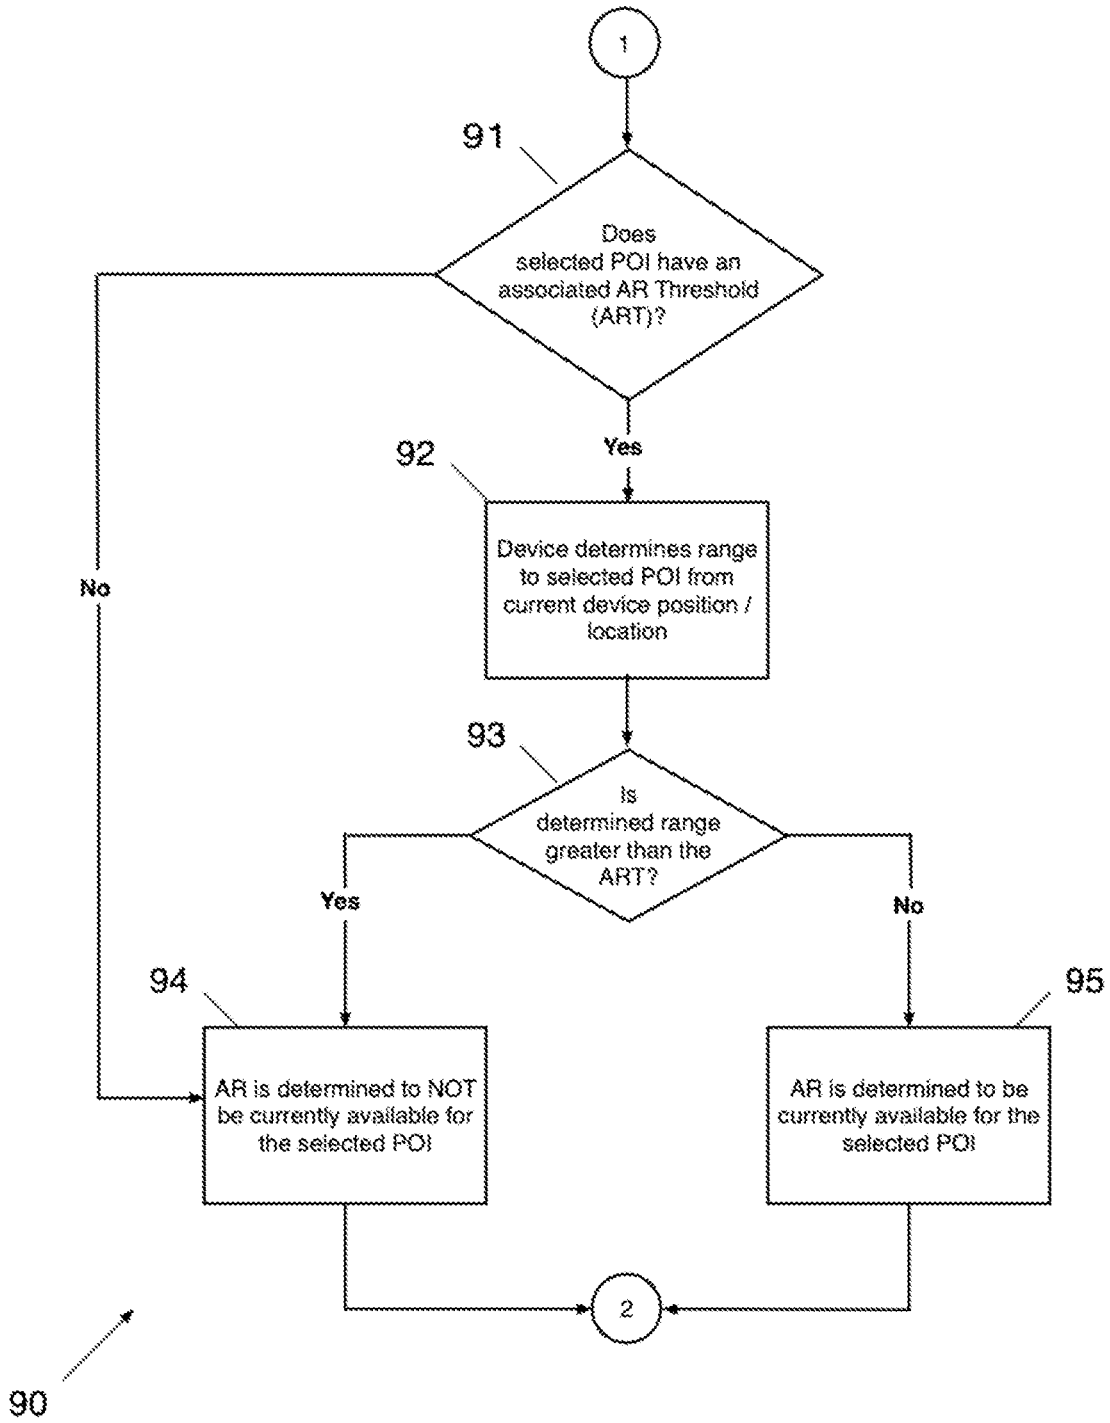 1
91
Does
selected POI have an
associated AR Threshold
(ART)?
Yes
92
Device determines range
to selected POI from
current device position /
location
No
93
Is
determined range
greater than the
ART?
Yes
No
94
95
AR is determined to NOT
be currently available for
the selected POI
AR is determined to be
currently available for the
selected POI
2
90